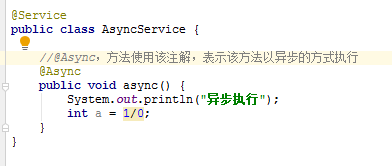 @Service
public class AsyncService {
//@Async，方法使用该注解，表示该方法以异步的方式执行
@Async
public void async() {
System.out.println("异步执行");
int a = 1/0;
}
}